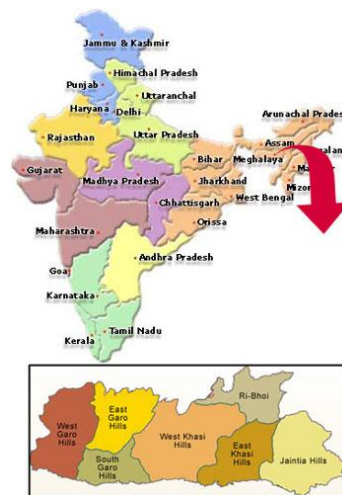 Jammu & Kashmir
Himachal Pradesh
Punjab
Uttaranchal
Haryana
Delhi
Arunachal Prades
Rajasthan
Uttar Pradesh
Assam
Bihar
Meghalaya
Gujarat
Madhya Pradesh
Jharkhand
Chhattisgarh
West Bengal
Orissa
Maharashtra
Andhra Pradesh
Goa
Karnataka
Tamil Nadu
Kerala
West
Garo
Hills
East
Garo
Hills
South
Garo Hills
West Khasi
Hills
Ri-Bhoi
East
Khasi Hills
Jaintia Hills